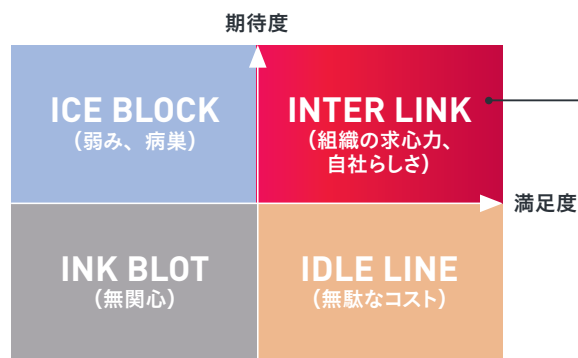 期待度
ICE BLOCK
（弱み、病巣）
INTER LINK
（組織の求心力、
自社らしさ）
満足度
INK BLOT
（無関心）
IDLE LINE
（無駄なコスト）